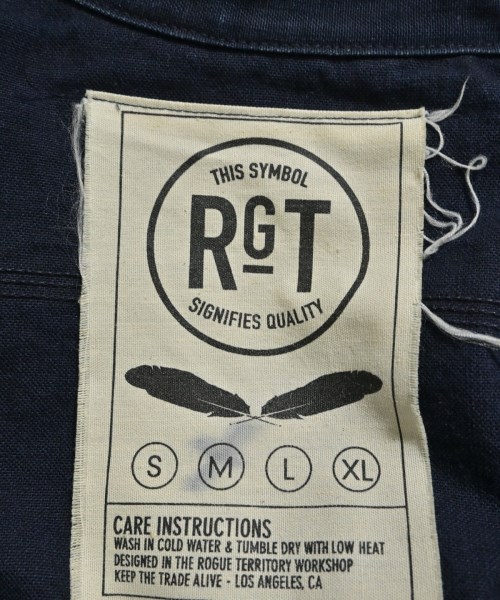 THIS SYMBOL
RGT
SIGNIFIES QUALITY
S M L XL
CARE INSTRUCTIONS
WASH IN COLD WATER & TUMBLE DRY WITH LOW HEAT
DESIGNED IN THE ROGUE TERRITORY WORKSHOP
KEEP THE TRADE ALIVE - LOS ANGELES, CA